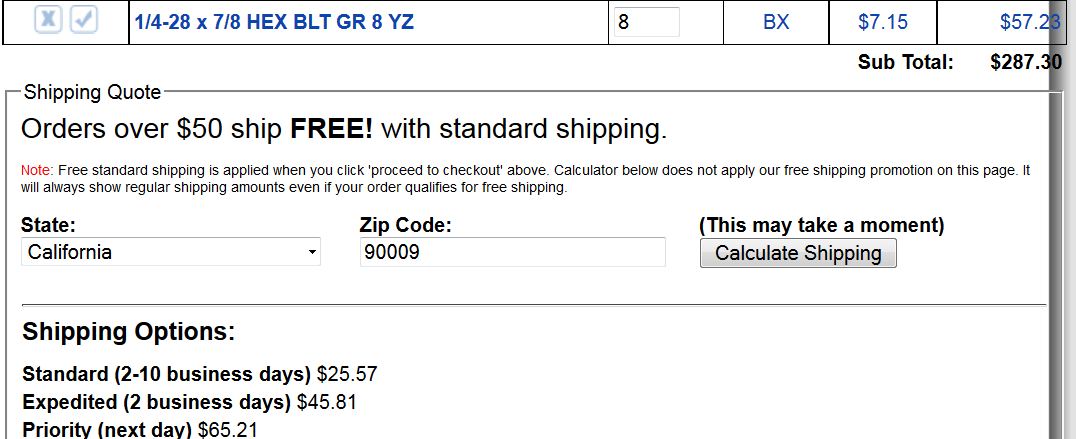 1/4-28 x 7/8 HEX BLT GR 8 YZ 8 BX $7.15 $57.23
Sub Total: $287.30
Shipping Quote
Orders over $50 ship FREE! with standard shipping.
Note: Free standard shipping is applied when you click 'proceed to checkout' above. Calculator below does not apply our free shipping promotion on this page. It
will always show regular shipping amounts even if your order qualifies for free shipping.
State: Zip Code: (This may take a moment)
California 90009 Calculate Shipping
Shipping Options:
Standard (2-10 business days) $25.57
Expedited (2 business days) $45.81
Priority (next day) $65.21